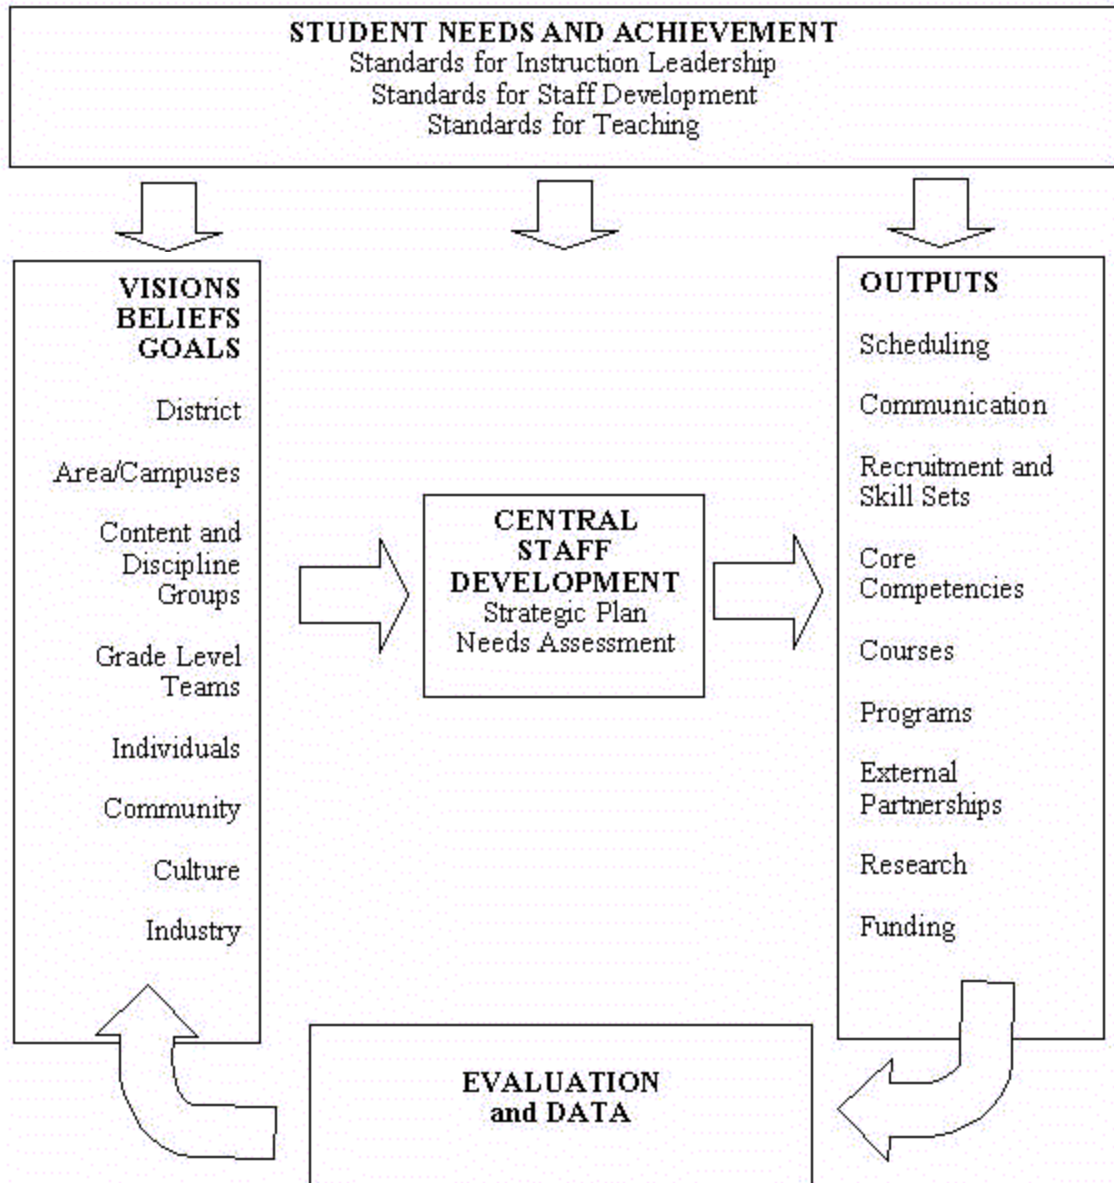 STUDENT NEEDS AND ACHIEVEMENT
Standards for Instruction Leadership
Standards for Staff Development
Standards for Teaching
VISIONS
BELIEFS
GOALS
District
Area/Campuses
Content and
Discipline
Groups
Grade Level
Teams
Individuals
Community
Culture
Industry
CENTRAL
STAFF
DEVELOPMENT
Strategic Plan
Needs Assessment
OUTPUTS
Scheduling
Communication
Recruitment and
Skill Sets
Core
Competencies
Courses
Programs
External
Partnerships
Research
Funding
EVALUATION
and DATA